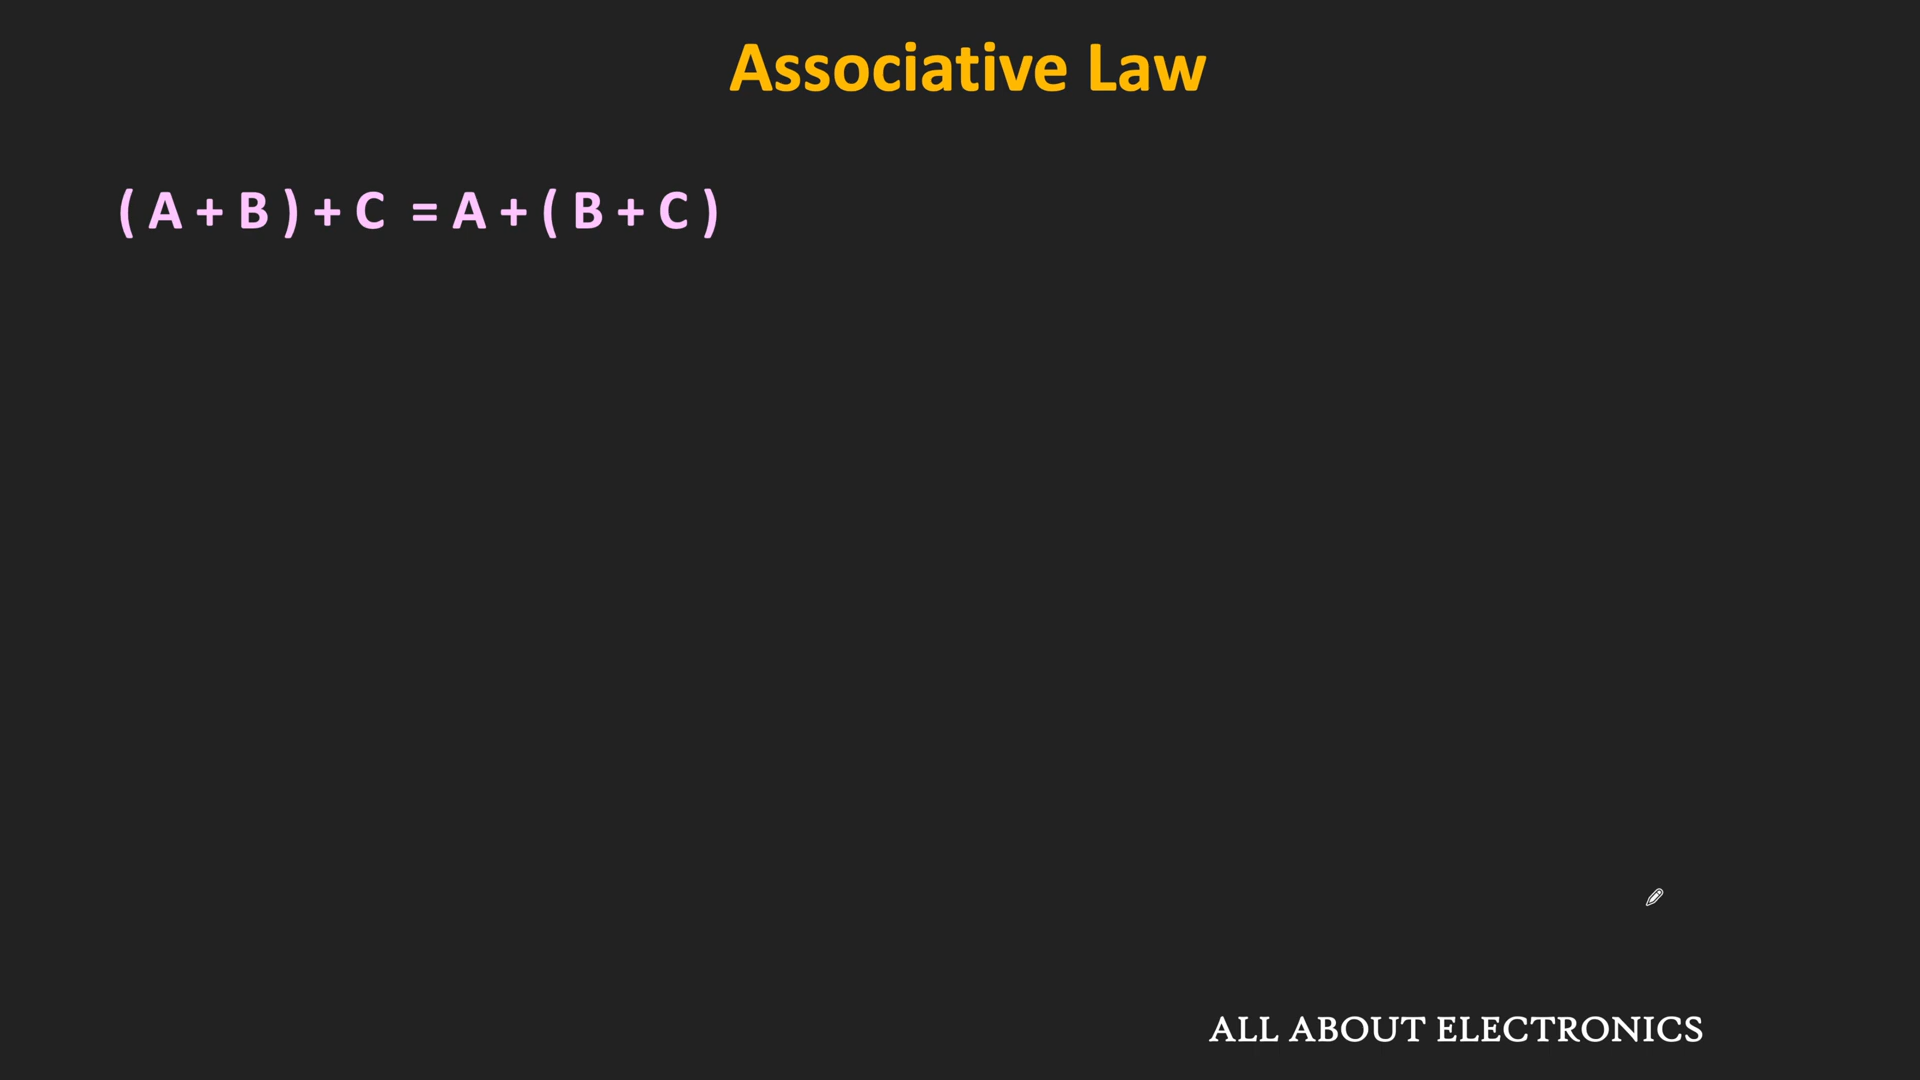 Associative Law
( A + B ) + C = A + ( B + C )
ALL ABOUT ELECTRONICS